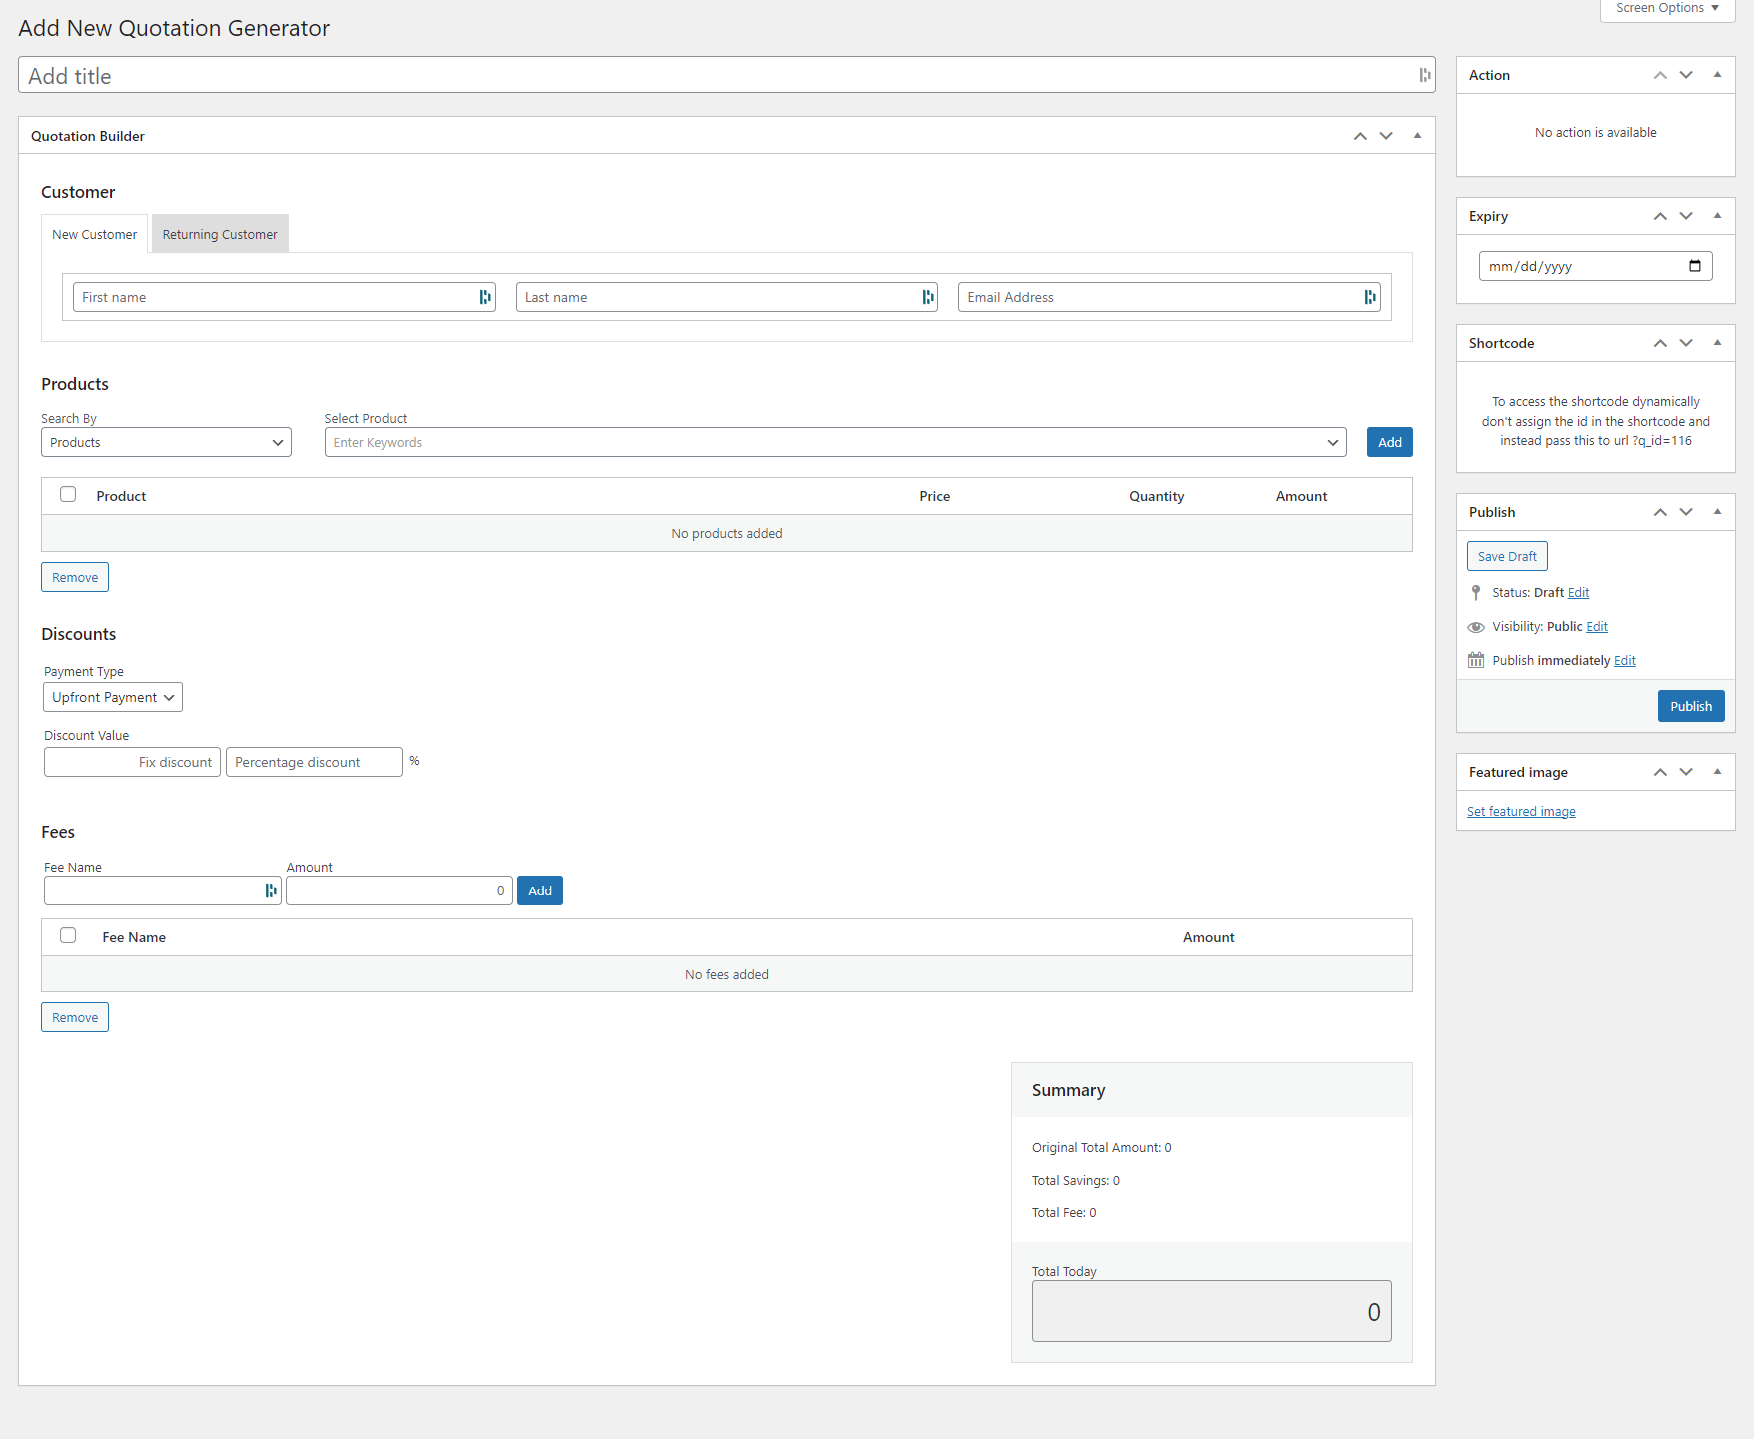 Screen Options
Add New Quotation Generator
Add title
Quotation Builder
Customer
New Customer
Returning Customer
First name
Last name
Email Address
Products
Search By
Select Product
Products
Enter Keywords
Add
Product
Price
Quantity
Amount
No products added
Remove
Discounts
Payment Type
Upfront Payment
Discount Value
Fix discount
Percentage discount
%
Fees
Fee Name
Amount
0
Add
Fee Name
Amount
No fees added
Remove
Summary
Original Total Amount: 0
Total Savings: 0
Total Fee: 0
Total Today
0
Action
No action is available
Expiry
mm/dd/yyyy
Shortcode
To access the shortcode dynamically
don't assign the id in the shortcode and
instead pass this to url ?q_id=116
Publish
Save Draft
Status: Draft Edit
Visibility: Public Edit
Publish immediately Edit
Publish
Featured image
Set featured image